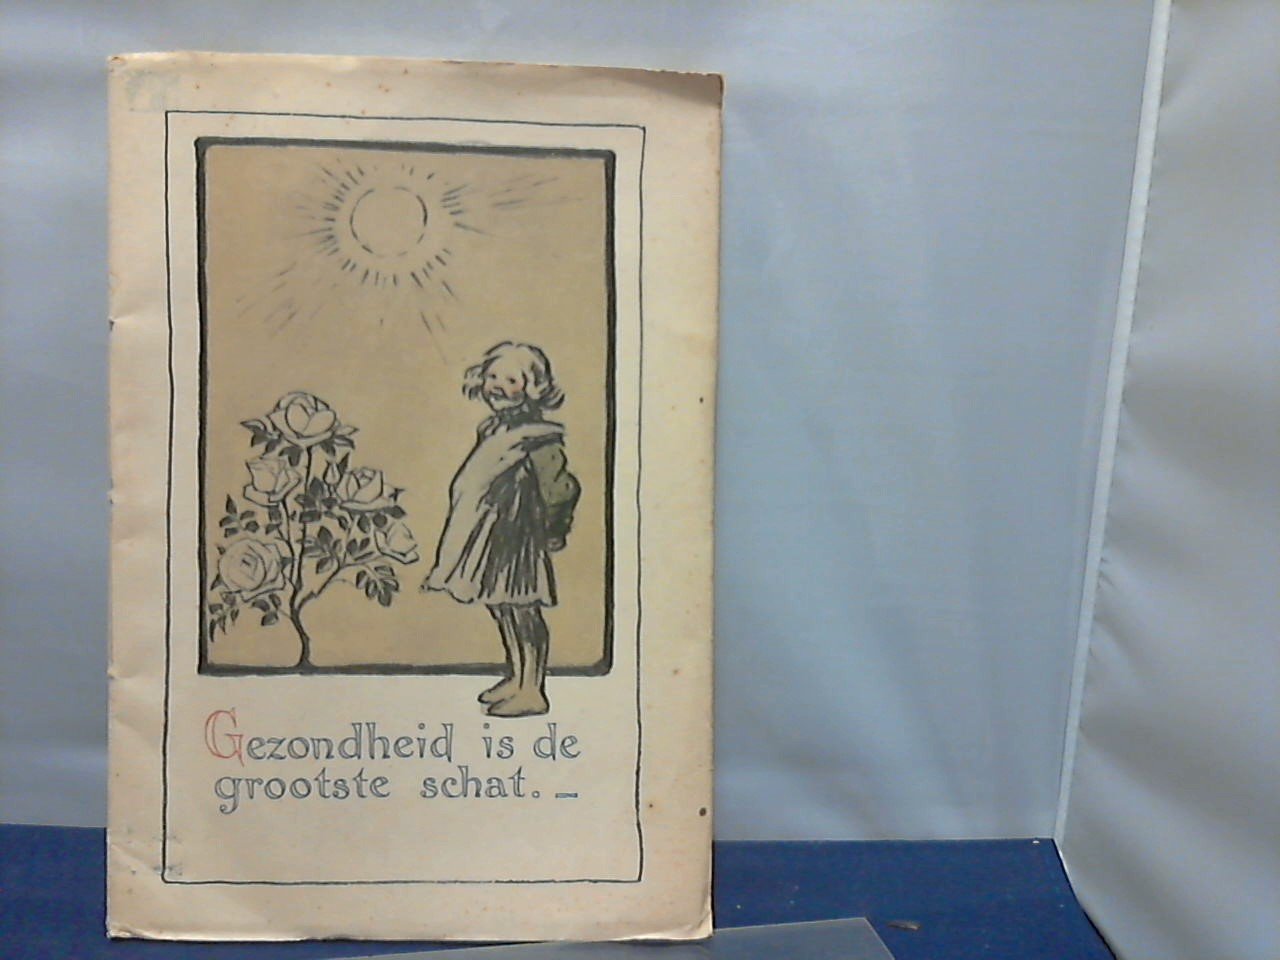 Gezondheid is de
grootste schat. –